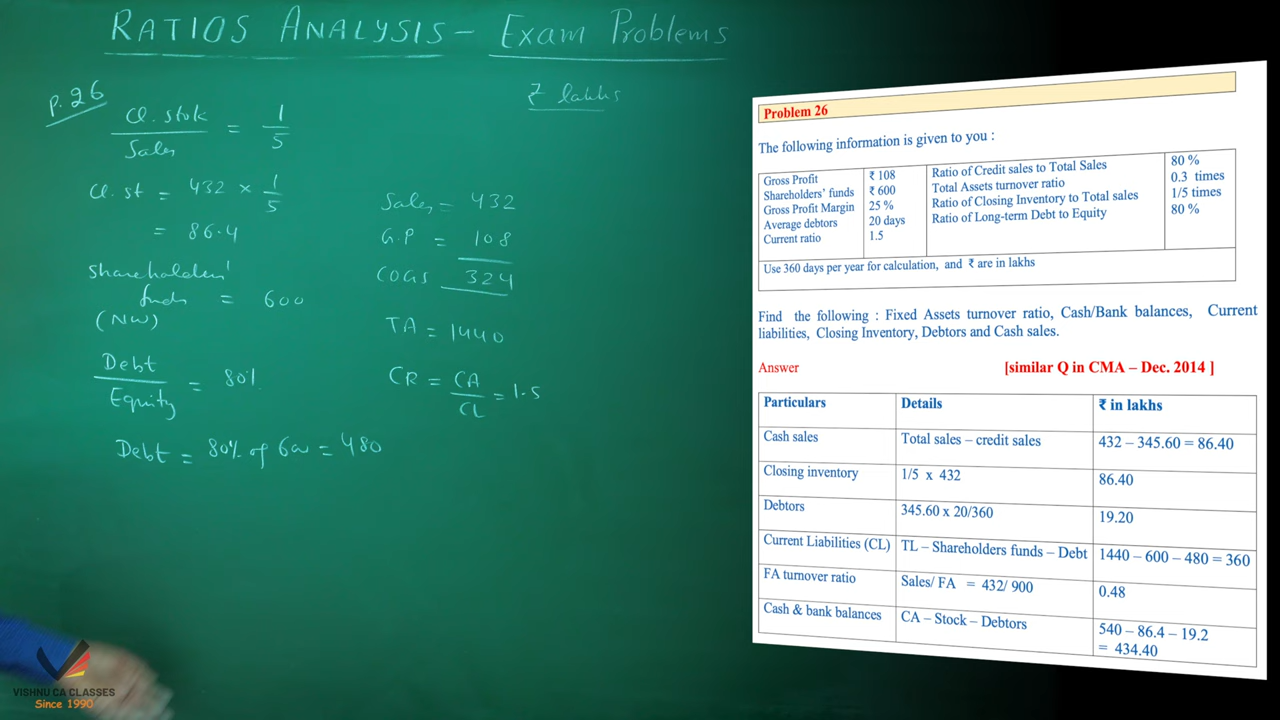 RATIOS ANALYSIS - Exam Problems
P. 26
₹ lakhs
Cl. stok
Sales
= 1
5
Cl. st = 432 × 1
5
= 86.4
Shareholders'
funds = 600
(NW)
Debt
Equity
= 80%
Debt = 80% of 600 = 480
Sales = 432
G.P = 108
COGS 324
TA = 1440
CR = CA = 1.5
CL
VISHNU CA CLASSES
Since 1990
Problem 26
The following information is given to you :
Gross Profit ₹ 108 Ratio of Credit sales to Total Sales 80 %
Shareholders' funds ₹ 600 Total Assets turnover ratio 0.3 times
Gross Profit Margin 25 % Ratio of Closing Inventory to Total sales 1/5 times
Average debtors 20 days Ratio of Long-term Debt to Equity 80 %
Current ratio 1.5
Use 360 days per year for calculation, and ₹ are in lakhs
Find the following : Fixed Assets turnover ratio, Cash/Bank balances, Current
liabilities, Closing Inventory, Debtors and Cash sales.
Answer [similar Q in CMA – Dec. 2014 ]
Particulars Details ₹ in lakhs
Cash sales Total sales – credit sales 432 – 345.60 = 86.40
Closing inventory 1/5 x 432 86.40
Debtors 345.60 x 20/360 19.20
Current Liabilities (CL) TL – Shareholders funds – Debt 1440 – 600 – 480 = 360
FA turnover ratio Sales/ FA = 432/ 900 0.48
Cash & bank balances CA – Stock – Debtors 540 – 86.4 – 19.2
= 434.40